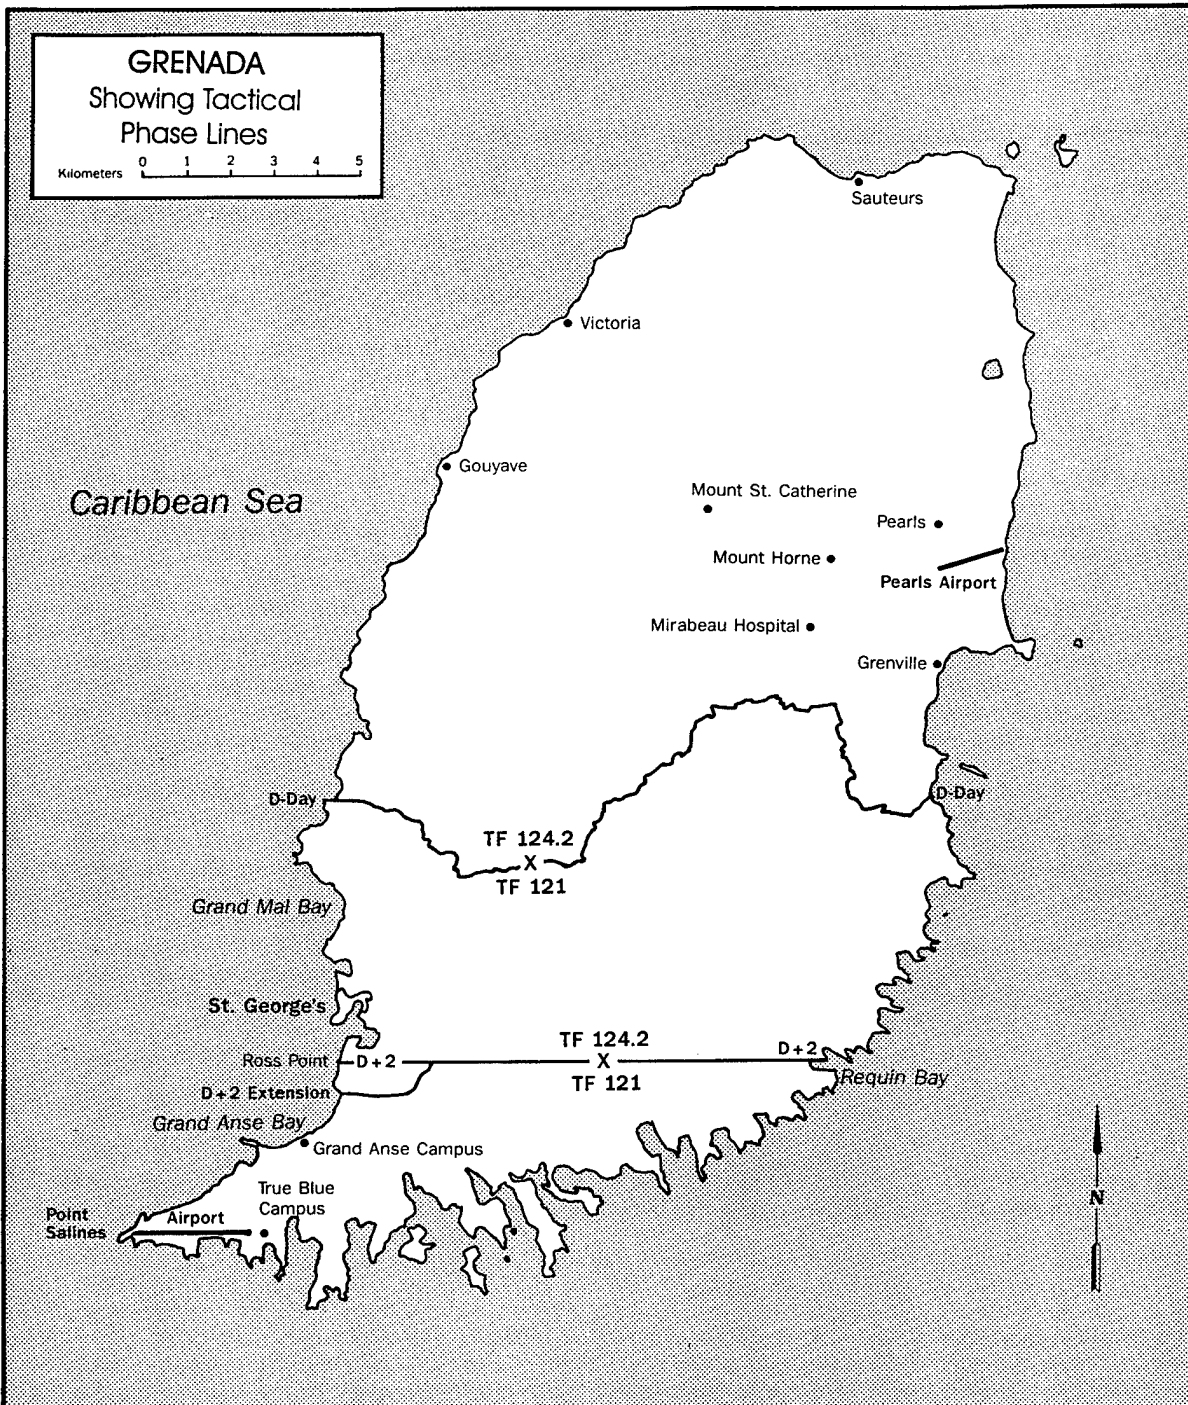 GRENADA
Showing Tactical
Phase Lines
Kilometers 0 1 2 3 4 5
Sauteurs
Victoria
Gouyave
Caribbean Sea
Mount St. Catherine
Pearls
Mount Horne
Pearls Airport
Mirabeau Hospital
Grenville
D-Day
D-Day
TF 124.2
X
TF 121
Grand Mal Bay
St. George's
TF 124.2
Ross Point
D+2
X
D+2
TF 121
Requin Bay
D+2 Extension
Grand Anse Bay
Grand Anse Campus
True Blue
Campus
Point
Salines
Airport
N